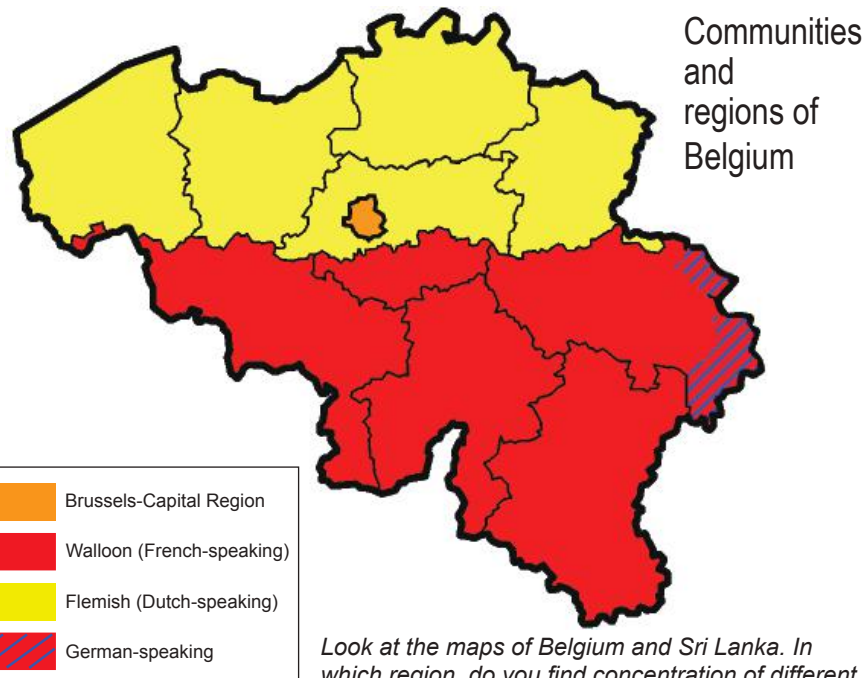 Communities
and
regions of
Belgium
Brussels-Capital Region
Walloon (French-speaking)
Flemish (Dutch-speaking)
German-speaking
Look at the maps of Belgium and Sri Lanka. In
which region, do you find concentration of different